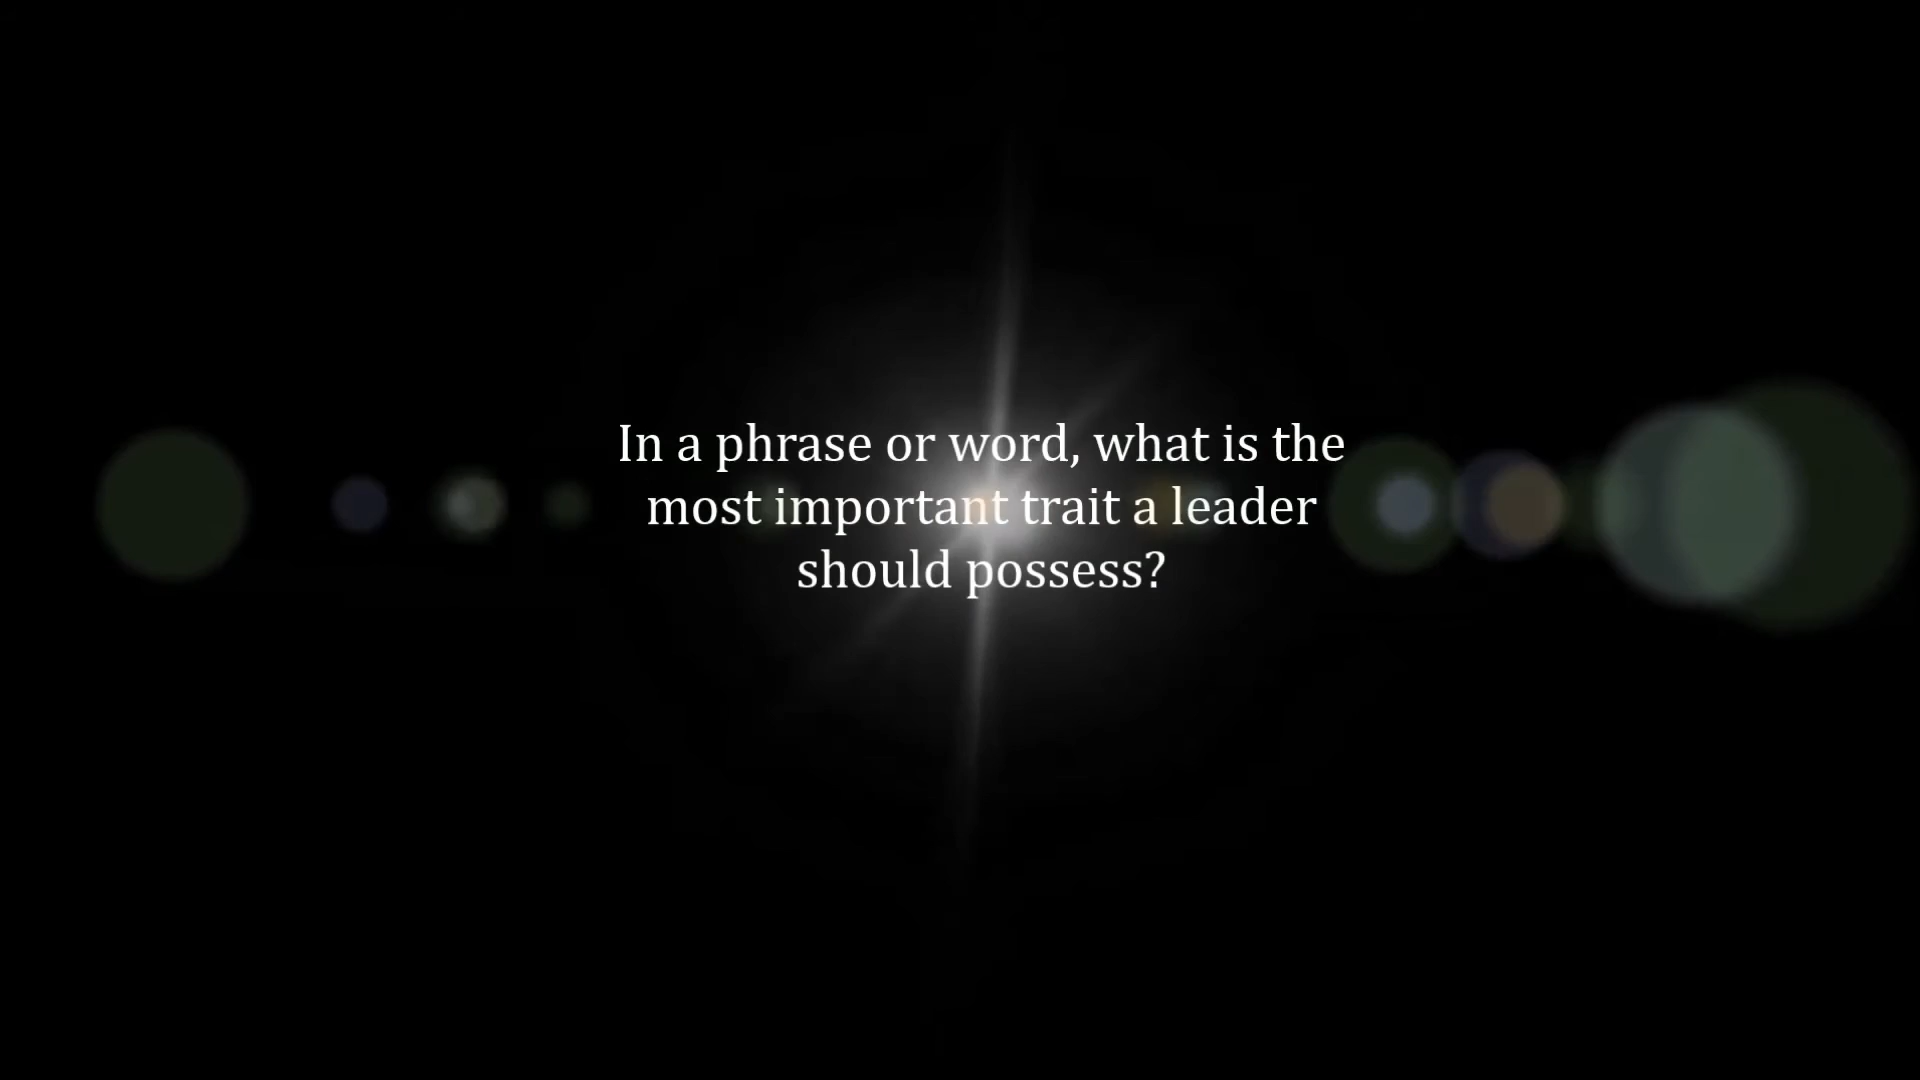 In a phrase or word, what is the
most important trait a leader
should possess?